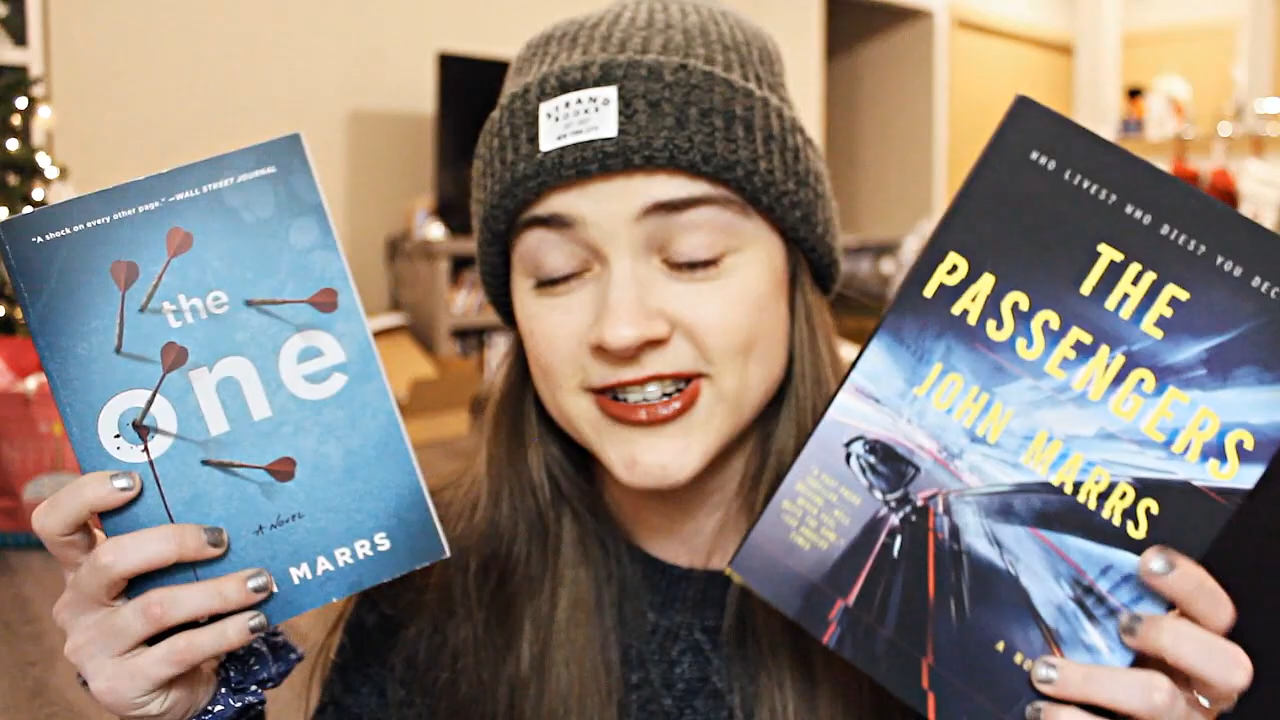 "A shock on every other page." —WALL STREET JOURNAL
the
one
A NOVEL
MARRS
STRAND
BOOKS
NEW YORK CITY
WHO LIVES? WHO DIES? YOU DEC
THE
PASSENGERS
JOHN MARRS
A NO